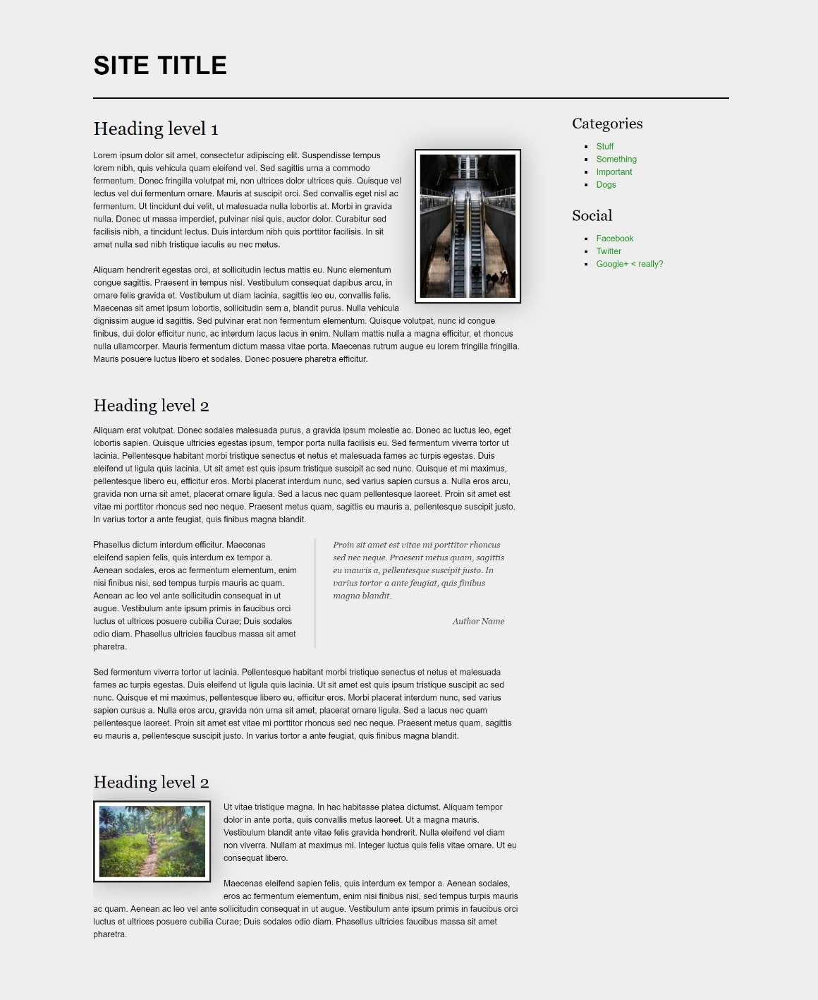 SITE TITLE
Heading level 1
Lorem ipsum dolor sit amet, consectetur adipiscing elit. Suspendisse tempus
lorem nibh, quis vehicula quam eleifend vel. Sed sagittis urna a commodo
fermentum. Donec fringilla volutpat mi, non ultrices dolor ultrices quis. Quisque vel
lectus vel dui fermentum ornare. Mauris at suscipit orci. Sed convallis eget nisl ac
fermentum. Ut tincidunt dui velit, ut malesuada nulla lobortis at. Morbi in gravida
nulla. Donec ut massa imperdiet, pulvinar nisi quis, auctor dolor. Curabitur sed
facilisis nibh, a tincidunt lectus. Duis interdum nibh quis porttitor facilisis. In sit
amet nulla sed nibh tristique iaculis eu nec metus.
Aliquam hendrerit egestas orci, at sollicitudin lectus mattis eu. Nunc elementum
congue sagittis. Praesent in tempus nisl. Vestibulum consequat dapibus arcu, in
ornare felis gravida et. Vestibulum ut diam lacinia, sagittis leo eu, convallis felis.
Maecenas sit amet ipsum lobortis, sollicitudin sem a, blandit purus. Nulla vehicula
dignissim augue id sagittis. Sed pulvinar erat non fermentum elementum. Quisque volutpat, nunc id congue
finibus, dui dolor efficitur nunc, ac interdum lacus lacus in enim. Nullam mattis nulla a magna efficitur, et rhoncus
nulla ullamcorper. Mauris fermentum dictum massa vitae porta. Maecenas rutrum augue eu lorem fringilla fringilla.
Mauris posuere luctus libero et sodales. Donec posuere pharetra efficitur.
Heading level 2
Aliquam erat volutpat. Donec sodales malesuada purus, a gravida ipsum molestie ac. Donec ac luctus leo, eget
lobortis sapien. Quisque ultricies egestas ipsum, tempor porta nulla facilisis eu. Sed fermentum viverra tortor ut
lacinia. Pellentesque habitant morbi tristique senectus et netus et malesuada fames ac turpis egestas. Duis
eleifend ut ligula quis lacinia. Ut sit amet est quis ipsum tristique suscipit ac sed nunc. Quisque et mi maximus,
pellentesque libero eu, efficitur eros. Morbi placerat interdum nunc, sed varius sapien cursus a. Nulla eros arcu,
gravida non urna sit amet, placerat ornare ligula. Sed a lacus nec quam pellentesque laoreet. Proin sit amet est
vitae mi porttitor rhoncus sed nec neque. Praesent metus quam, sagittis eu mauris a, pellentesque suscipit justo.
In varius tortor a ante feugiat, quis finibus magna blandit.
Phasellus dictum interdum efficitur. Maecenas
eleifend sapien felis, quis interdum ex tempor a.
Aenean sodales, eros ac fermentum elementum, enim
nisi finibus nisi, sed tempus turpis mauris ac quam.
Aenean ac leo vel ante sollicitudin consequat in ut
augue. Vestibulum ante ipsum primis in faucibus orci
luctus et ultrices posuere cubilia Curae; Duis sodales
odio diam. Phasellus ultricies faucibus massa sit amet
pharetra.
Proin sit amet est vitae mi porttitor rhoncus
sed nec neque. Praesent metus quam, sagittis
eu mauris a, pellentesque suscipit justo. In
varius tortor a ante feugiat, quis finibus
magna blandit.
Author Name
Sed fermentum viverra tortor ut lacinia. Pellentesque habitant morbi tristique senectus et netus et malesuada
fames ac turpis egestas. Duis eleifend ut ligula quis lacinia. Ut sit amet est quis ipsum tristique suscipit ac sed
nunc. Quisque et mi maximus, pellentesque libero eu, efficitur eros. Morbi placerat interdum nunc, sed varius
sapien cursus a. Nulla eros arcu, gravida non urna sit amet, placerat ornare ligula. Sed a lacus nec quam
pellentesque laoreet. Proin sit amet est vitae mi porttitor rhoncus sed nec neque. Praesent metus quam, sagittis
eu mauris a, pellentesque suscipit justo. In varius tortor a ante feugiat, quis finibus magna blandit.
Heading level 2
Ut vitae tristique magna. In hac habitasse platea dictumst. Aliquam tempor
dolor in ante porta, quis convallis metus laoreet. Ut a magna mauris.
Vestibulum blandit ante vitae felis gravida hendrerit. Nulla eleifend vel diam
non viverra. Nullam at maximus mi. Integer luctus quis felis vitae ornare. Ut eu
consequat libero.
Maecenas eleifend sapien felis, quis interdum ex tempor a. Aenean sodales,
eros ac fermentum elementum, enim nisi finibus nisi, sed tempus turpis mauris
ac quam. Aenean ac leo vel ante sollicitudin consequat in ut augue. Vestibulum ante ipsum primis in faucibus orci
luctus et ultrices posuere cubilia Curae; Duis sodales odio diam. Phasellus ultricies faucibus massa sit amet
pharetra.
Categories
Stuff
Something
Important
Dogs
Social
Facebook
Twitter
Google+ < really?